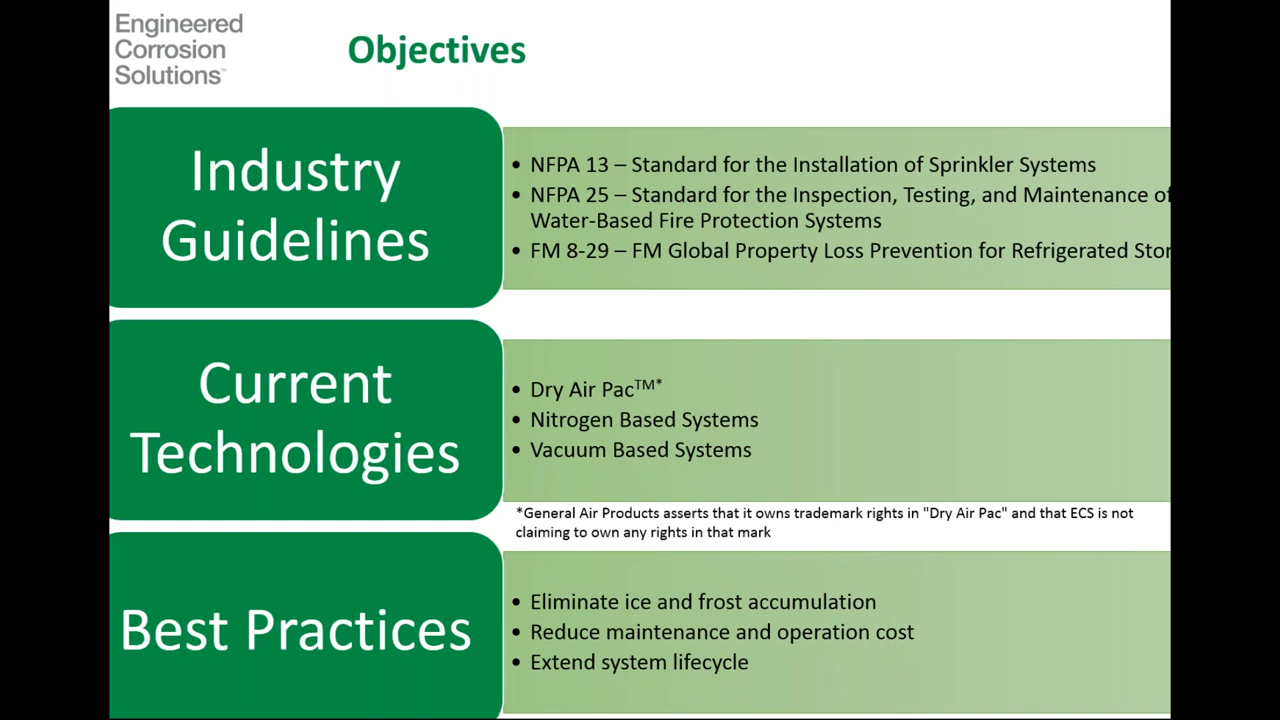 Engineered
Corrosion
Solutions™
Objectives
Industry
Guidelines
• NFPA 13 – Standard for the Installation of Sprinkler Systems
• NFPA 25 – Standard for the Inspection, Testing, and Maintenance of
Water-Based Fire Protection Systems
• FM 8-29 – FM Global Property Loss Prevention for Refrigerated Stor
Current
Technologies
• Dry Air Pac™*
• Nitrogen Based Systems
• Vacuum Based Systems
*General Air Products asserts that it owns trademark rights in "Dry Air Pac" and that ECS is not
claiming to own any rights in that mark
Best Practices
• Eliminate ice and frost accumulation
• Reduce maintenance and operation cost
• Extend system lifecycle